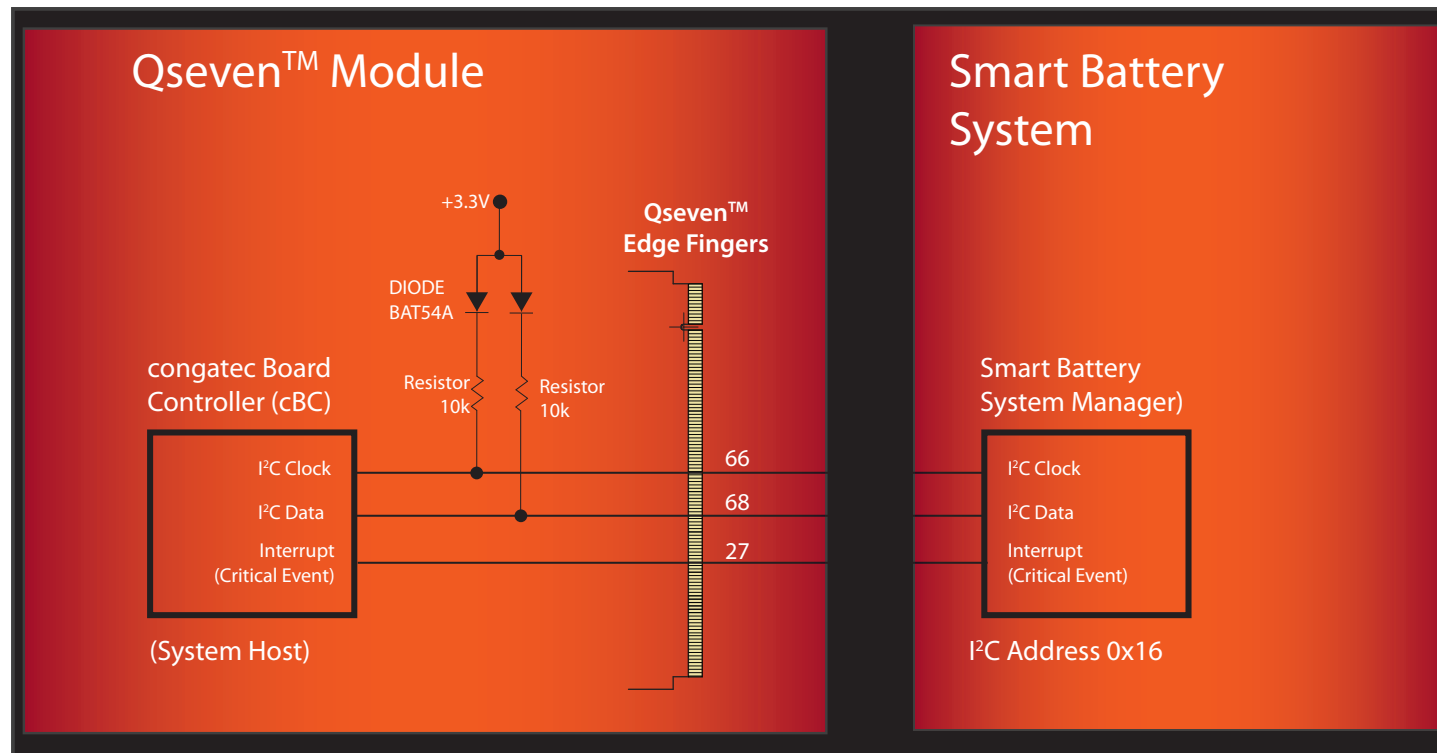 Qseven™ Module
Smart Battery
System
+3.3V
Qseven™
Edge Fingers
DIODE
BAT54A
congatec Board
Controller (cBC)
Resistor
10k
Resistor
10k
Smart Battery
System Manager)
I²C Clock
66
I²C Clock
I²C Data
68
I²C Data
Interrupt
(Critical Event)
27
Interrupt
(Critical Event)
(System Host)
I²C Address 0x16